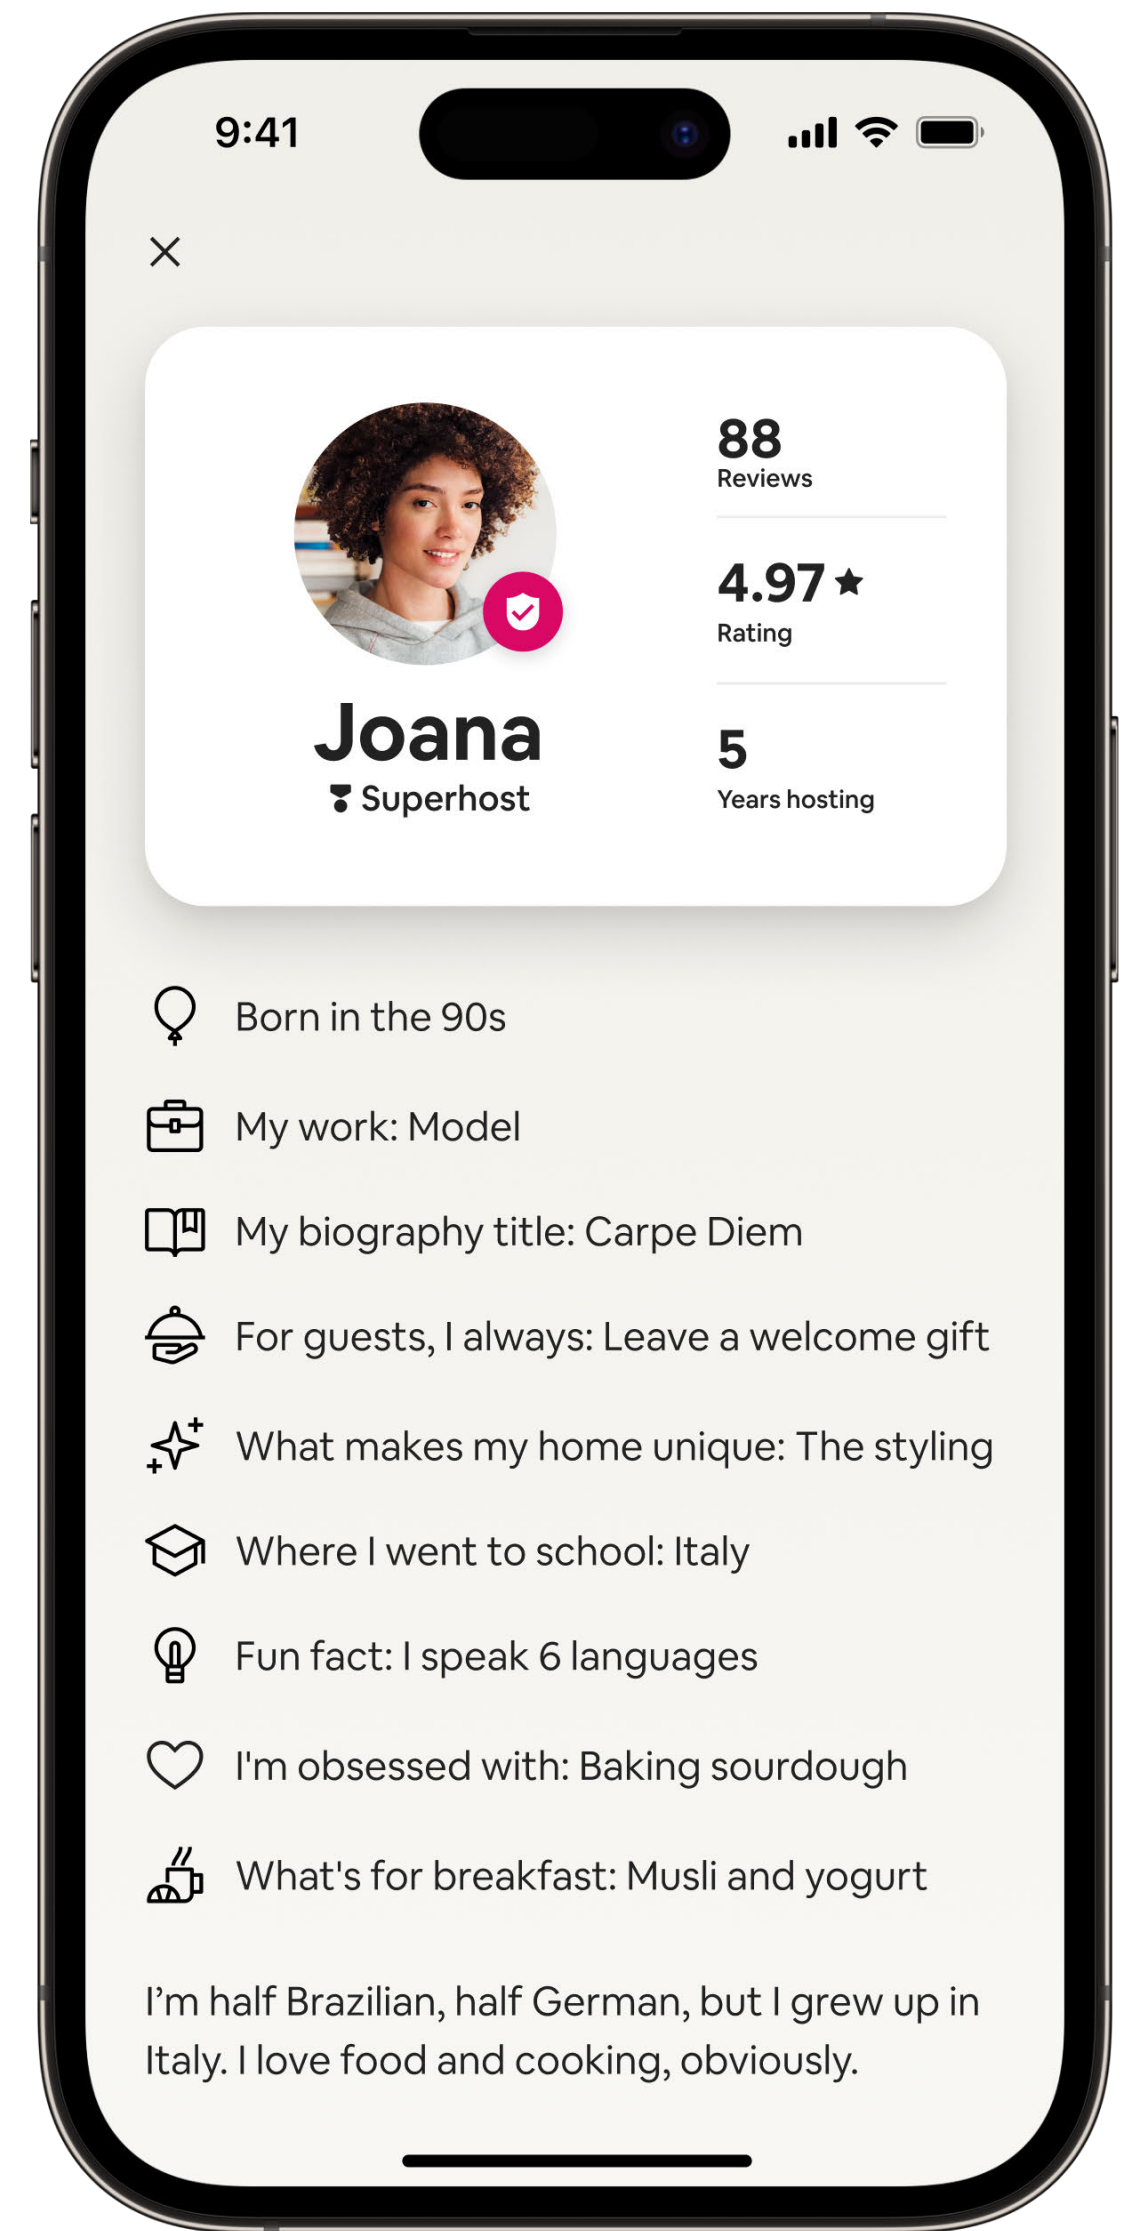 9:41
88
Reviews
4.97
Rating
5
Years hosting
Joana
Superhost
Born in the 90s
My work: Model
My biography title: Carpe Diem
For guests, I always: Leave a welcome gift
What makes my home unique: The styling
Where I went to school: Italy
Fun fact: I speak 6 languages
I'm obsessed with: Baking sourdough
What's for breakfast: Musli and yogurt
I’m half Brazilian, half German, but I grew up in
Italy. I love food and cooking, obviously.